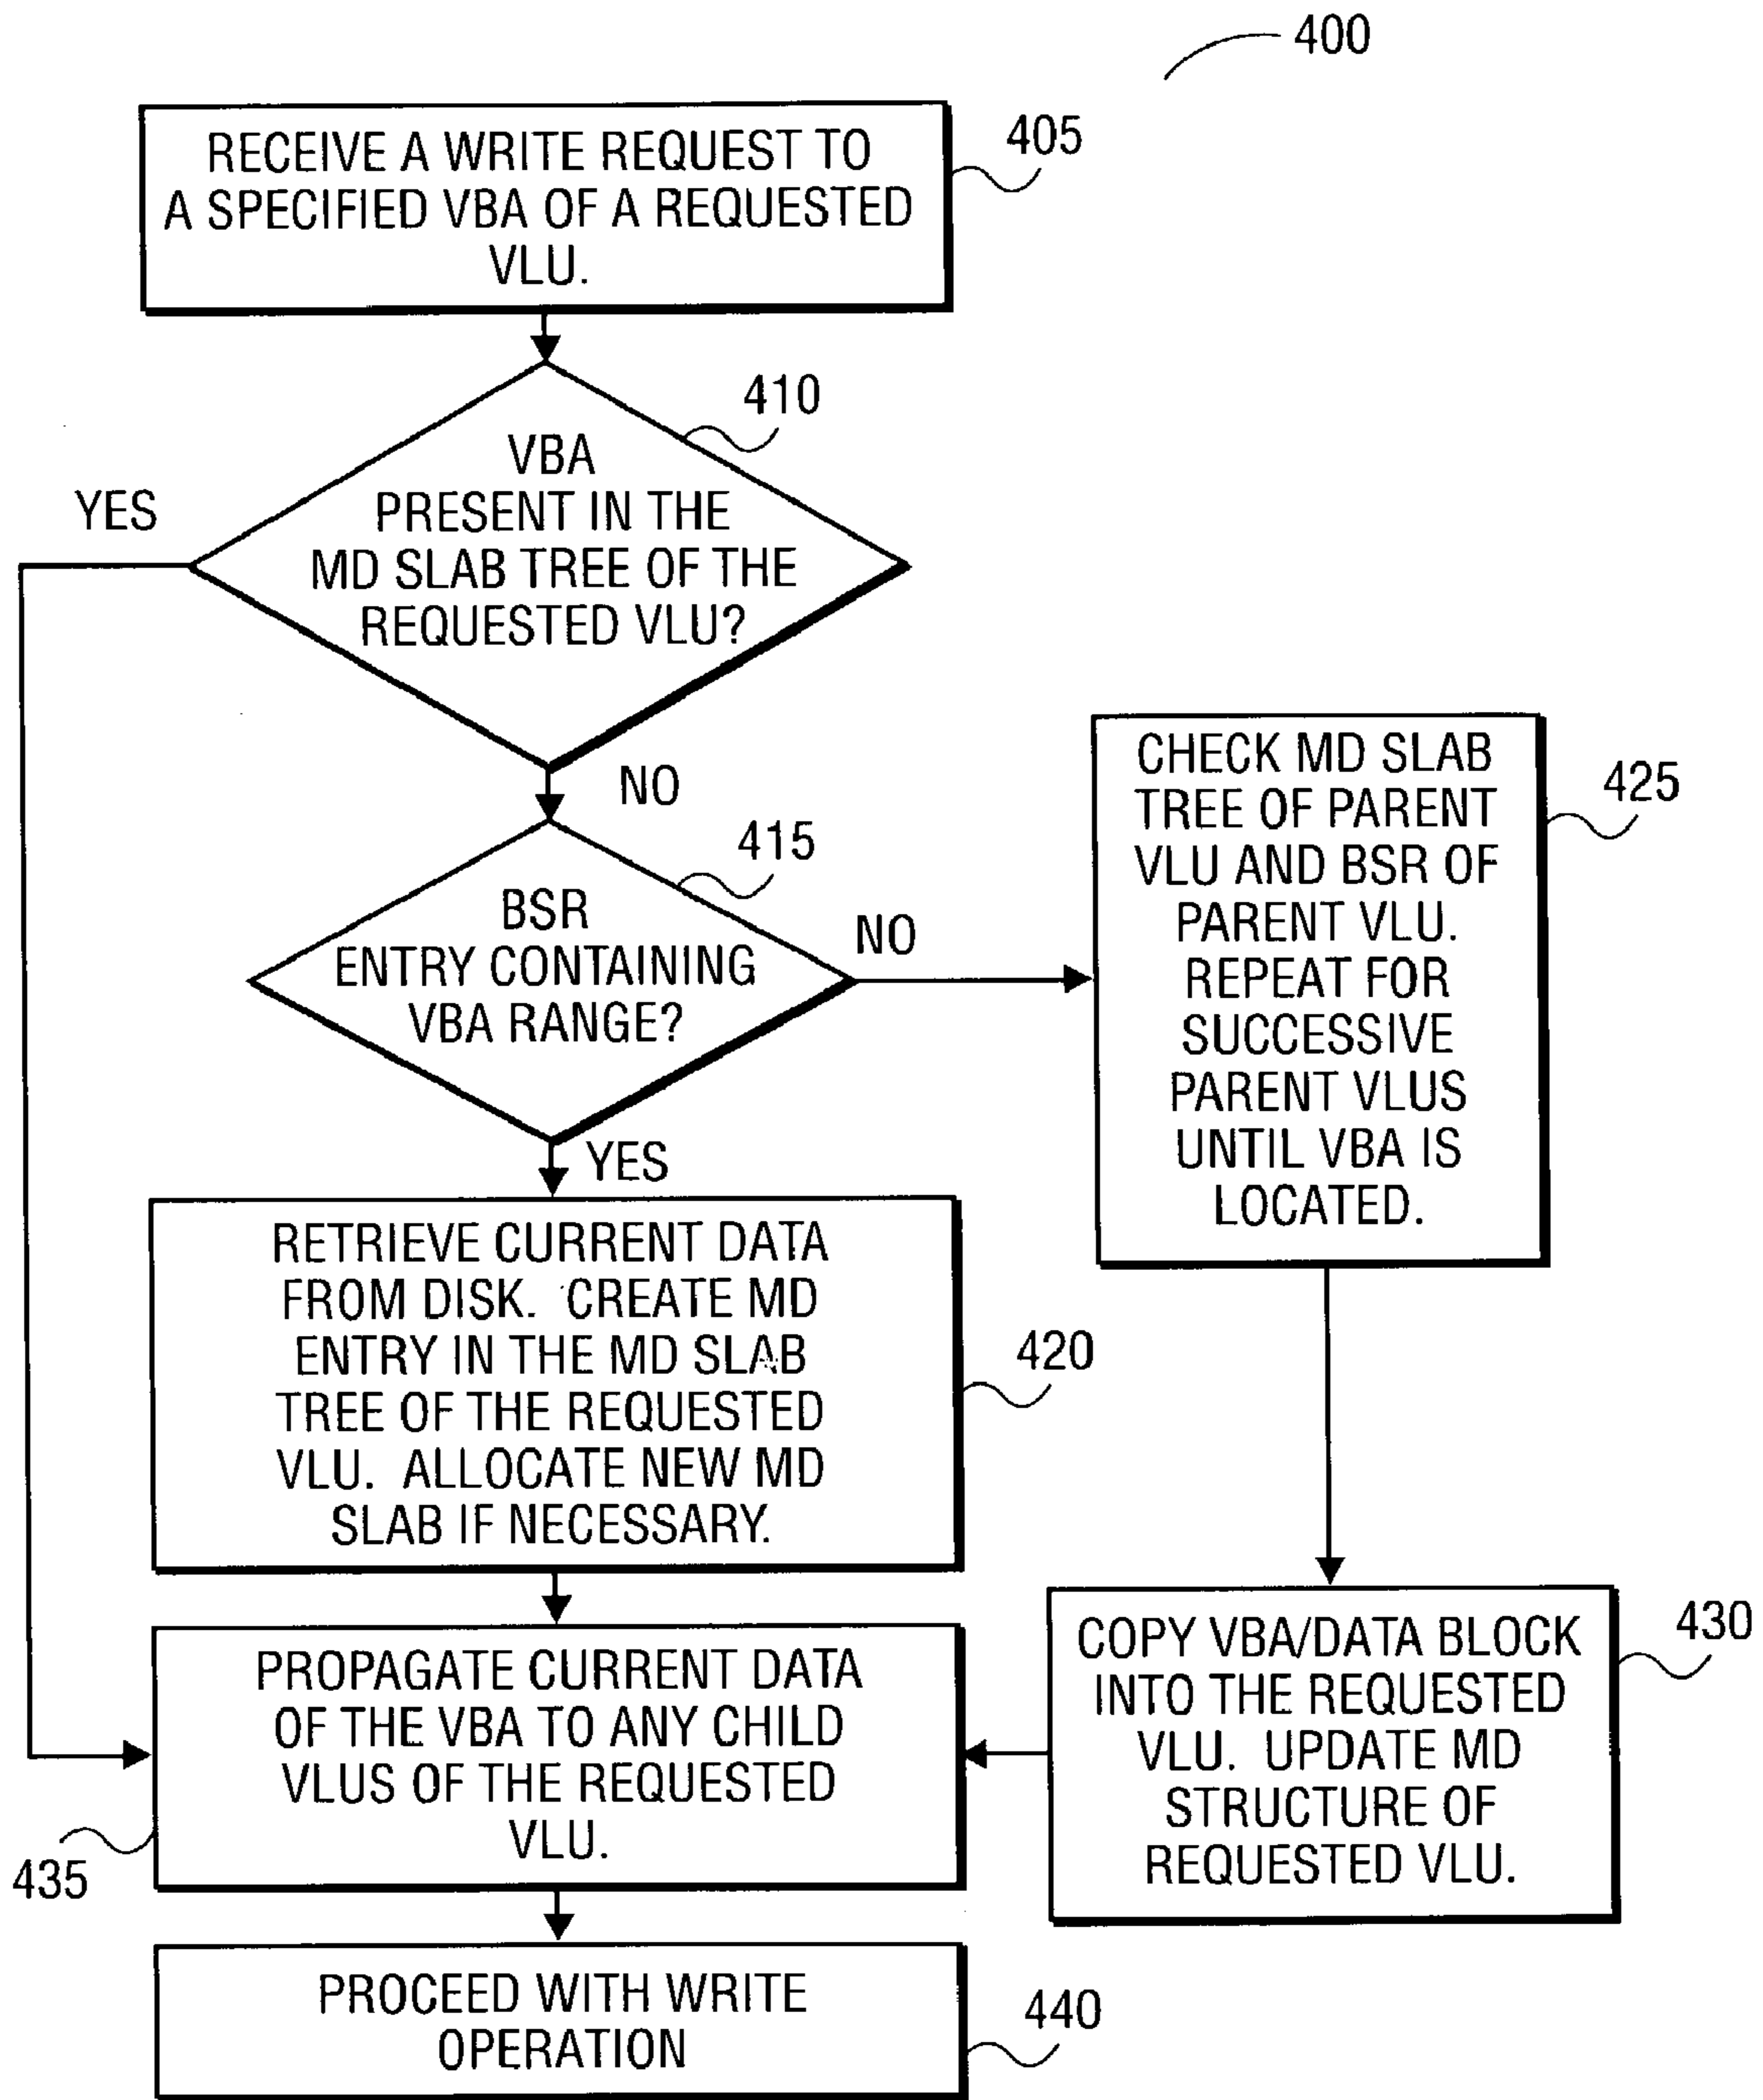 400
RECEIVE A WRITE REQUEST TO
A SPECIFIED VBA OF A REQUESTED
VLU.
405
VBA
PRESENT IN THE
MD SLAB TREE OF THE
REQUESTED VLU?
410
YES
NO
BSR
ENTRY CONTAINING
VBA RANGE?
415
NO
YES
CHECK MD SLAB
TREE OF PARENT
VLU AND BSR OF
PARENT VLU.
REPEAT FOR
SUCCESSIVE
PARENT VLUS
UNTIL VBA IS
LOCATED.
425
RETRIEVE CURRENT DATA
FROM DISK. CREATE MD
ENTRY IN THE MD SLAB
TREE OF THE REQUESTED
VLU. ALLOCATE NEW MD
SLAB IF NECESSARY.
420
COPY VBA/DATA BLOCK
INTO THE REQUESTED
VLU. UPDATE MD
STRUCTURE OF
REQUESTED VLU.
430
PROPAGATE CURRENT DATA
OF THE VBA TO ANY CHILD
VLUS OF THE REQUESTED
VLU.
435
PROCEED WITH WRITE
OPERATION
440